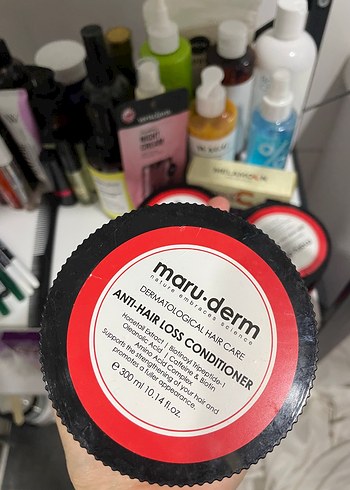 maru·derm
nature embraces science
DERMATOLOGICAL HAIR CARE
ANTI-HAIR LOSS CONDITIONER
Horsetail Extract / Biotinoyl Tripeptide-1
Oleanolic Acid / Caffeine & Biotin
Amino Acid Complex
Supports the strengthening of your hair and
promotes a fuller appearance.
℮ 300 ml 10.14 fl.oz.